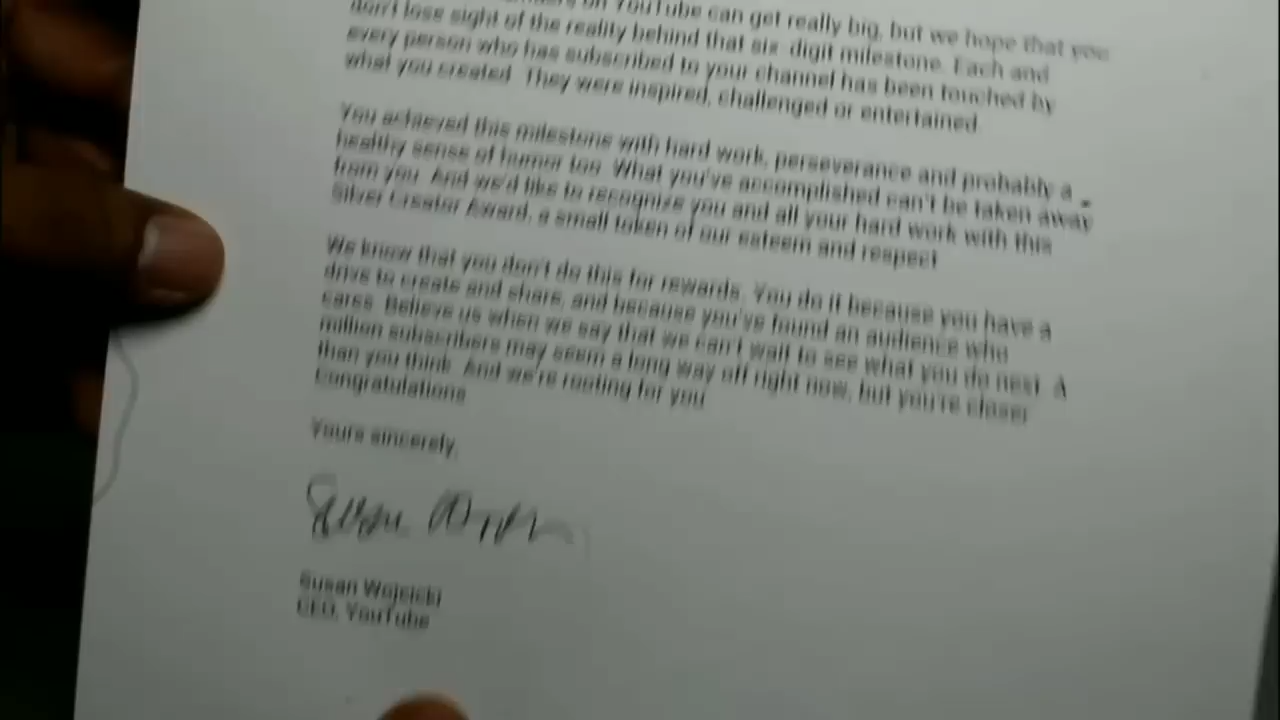 on YouTube can get really big, but we hope that you
don't lose sight of the reality behind that six digit milestone. Each and
every person who has subscribed to your channel has been touched by
what you created. They were inspired, challenged or entertained.
You achieved this milestone with hard work, perseverance and probably a
healthy sense of humor too. What you've accomplished can't be taken away
from you. And we'd like to recognize you and all your hard work with this
Silver Creator Award, a small token of our esteem and respect.
We know that you don't do this for rewards. You do it because you have a
drive to create and share, and because you've found an audience who
cares. Believe us when we say that we can't wait to see what you do next. A
million subscribers may seem a long way off right now, but you're closer
than you think. And we're rooting for you.
Congratulations
Yours sincerely,
Susan Wojcicki
CEO, YouTube